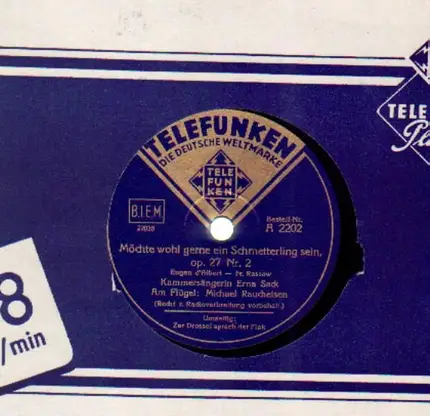 TELEFUNKEN
DIE DEUTSCHE WELTMARKE
TELE
FUN
KEN
B.I.E.M.
Bestell-Nr.
A 2202
Möchte wohl gerne ein Schmetterling sein,
op. 27 Nr. 2
Eugen d'Albert — Fr. Rassow
Kammersängerin Erna Sack
Am Flügel: Michael Raucheisen
(Recht z. Radioverbreitung vorbehalt.)
Umseitig:
Zur Drossel sprach der Fink
TELE
8
/min